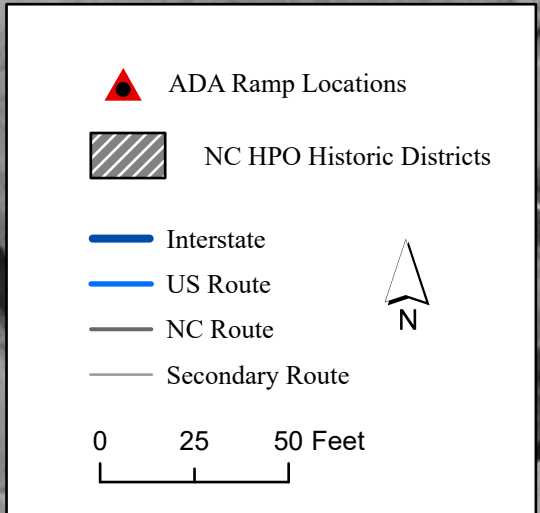 ADA Ramp Locations
NC HPO Historic Districts
Interstate
US Route
NC Route
Secondary Route
N
0 25 50 Feet